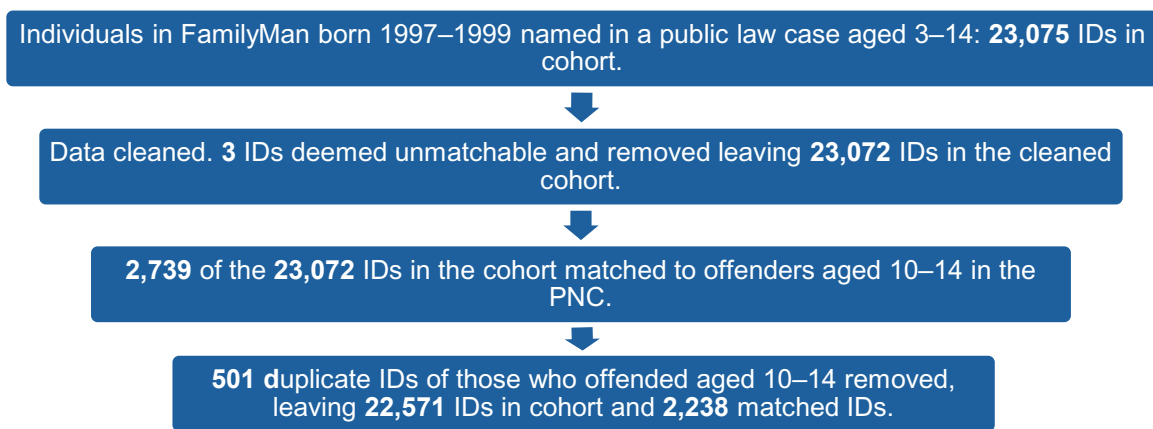 Individuals in FamilyMan born 1997–1999 named in a public law case aged 3–14: 23,075 IDs in
cohort.
Data cleaned. 3 IDs deemed unmatchable and removed leaving 23,072 IDs in the cleaned
cohort.
2,739 of the 23,072 IDs in the cohort matched to offenders aged 10–14 in the
PNC.
501 duplicate IDs of those who offended aged 10–14 removed,
leaving 22,571 IDs in cohort and 2,238 matched IDs.